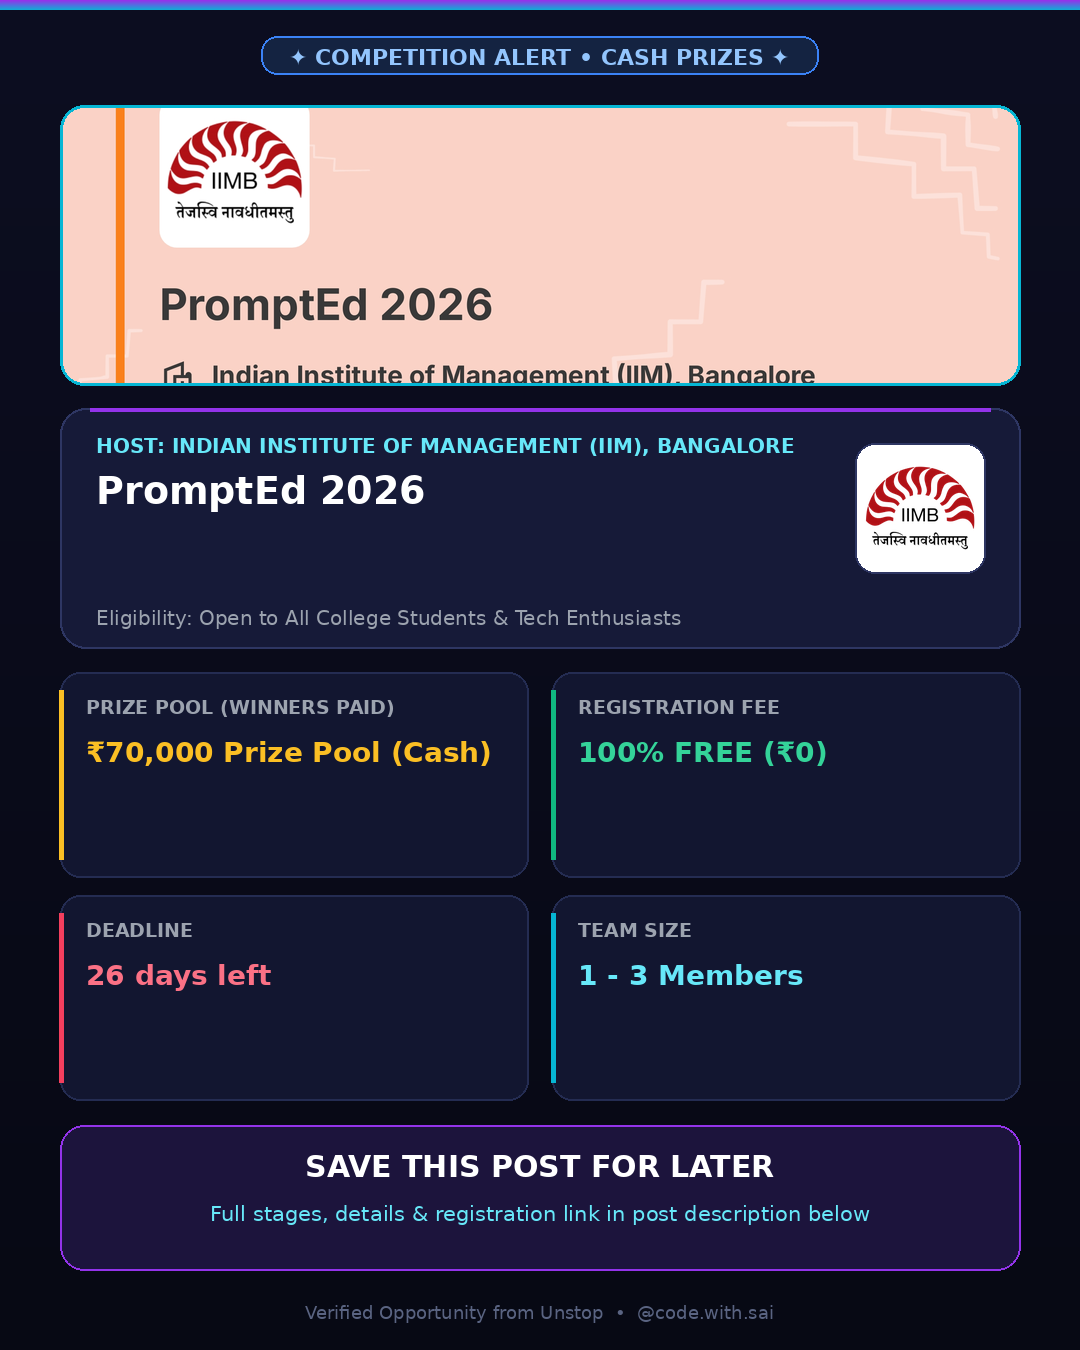 ✦ COMPETITION ALERT • CASH PRIZES ✦
IIMB
तेजस्वि नावधीतमस्तु
PromptEd 2026
Indian Institute of Management (IIM), Bangalore
HOST: INDIAN INSTITUTE OF MANAGEMENT (IIM), BANGALORE
PromptEd 2026
IIMB
तेजस्वि नावधीतमस्तु
Eligibility: Open to All College Students & Tech Enthusiasts
PRIZE POOL (WINNERS PAID)
₹70,000 Prize Pool (Cash)
REGISTRATION FEE
100% FREE (₹0)
DEADLINE
26 days left
TEAM SIZE
1 - 3 Members
SAVE THIS POST FOR LATER
Full stages, details & registration link in post description below
Verified Opportunity from Unstop • @code.with.sai